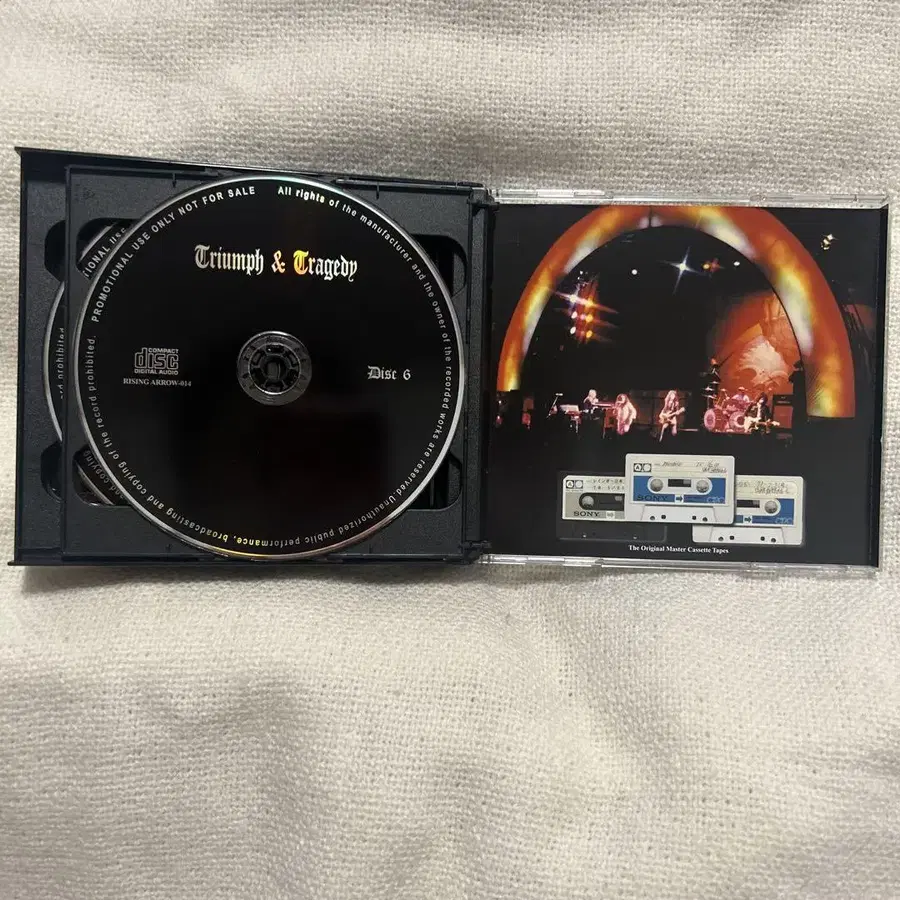 PROMOTIONAL USE ONLY NOT FOR SALE
All rights of the manufacturer and the owner of the recorded works are reserved. Unauthorized public performance, broadcasting and copying of the record prohibited.
Triumph & Tragedy
COMPACT
disc
DIGITAL AUDIO
RISING ARROW-014
Disc 6
SONY
SONY
The Original Master Cassette Tapes